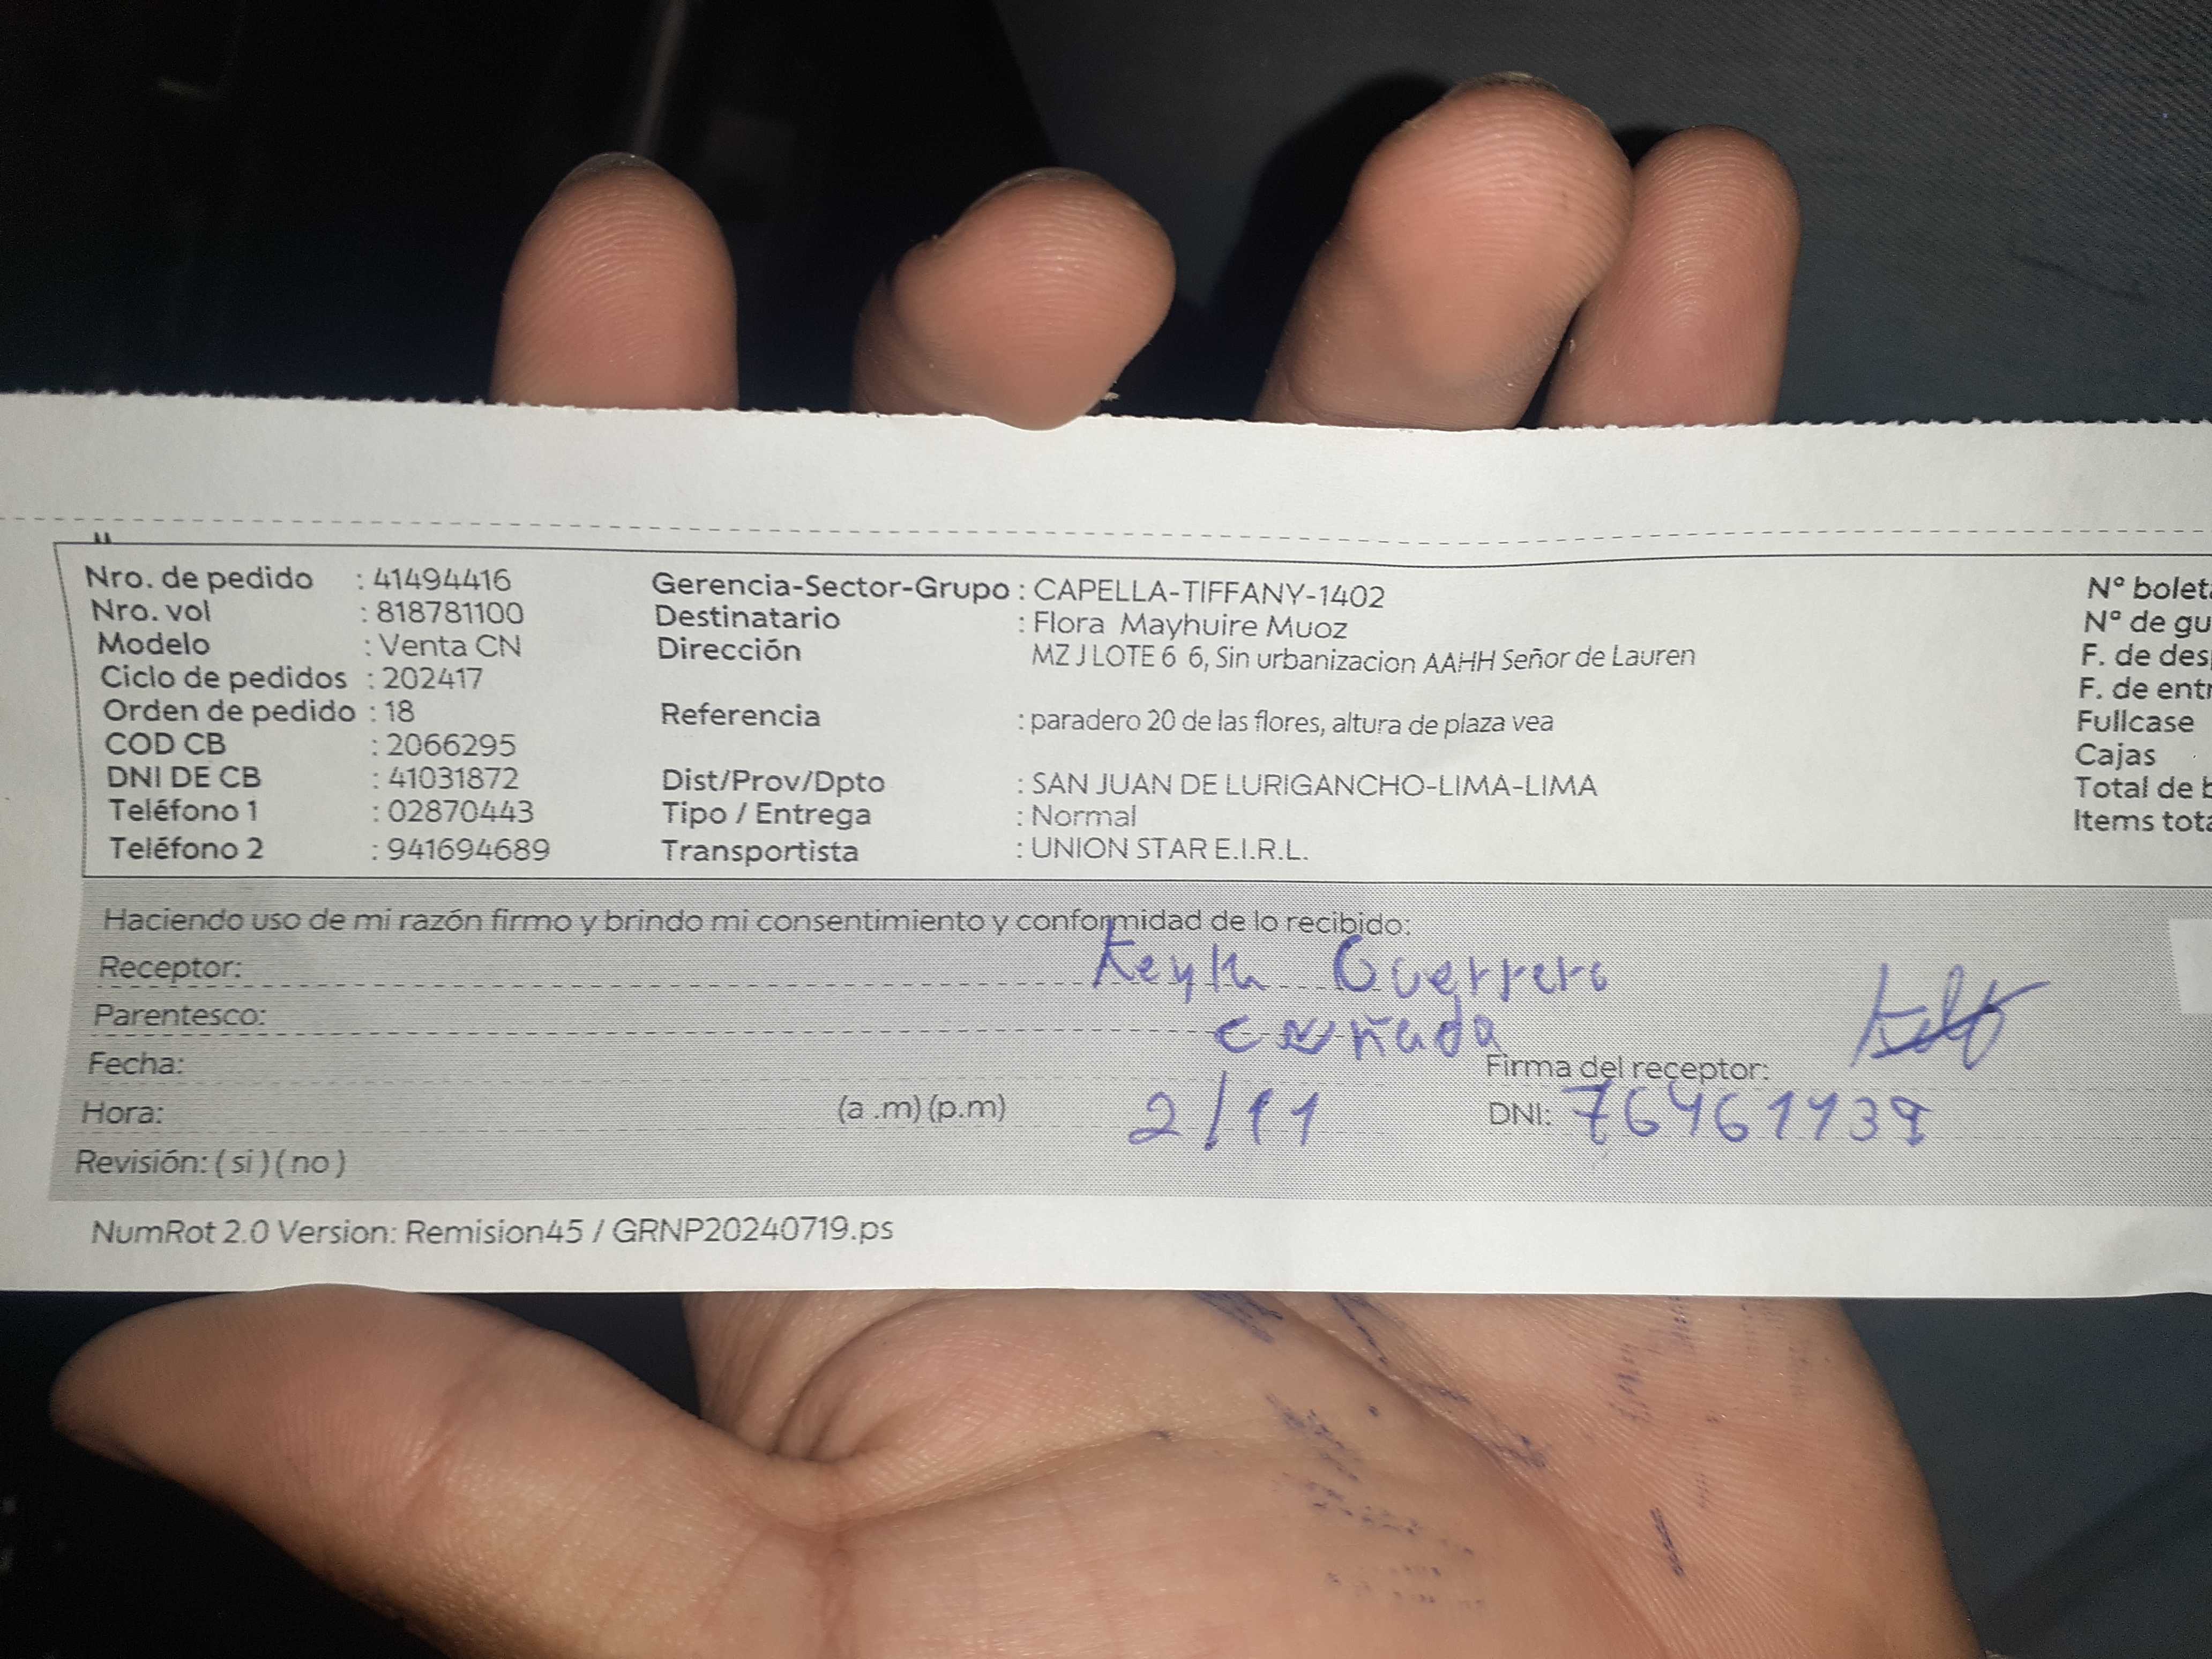 Nro. de pedido : 41494416
Nro. vol : 818781100
Modelo : Venta CN
Ciclo de pedidos : 202417
Orden de pedido : 18
COD CB : 2066295
DNI DE CB : 41031872
Teléfono 1 : 02870443
Teléfono 2 : 941694689
Gerencia-Sector-Grupo : CAPELLA-TIFFANY-1402
Destinatario : Flora Mayhuire Muoz
Dirección MZ J LOTE 6 6, Sin urbanizacion AAHH Señor de Lauren
Referencia : paradero 20 de las flores, altura de plaza vea
Dist/Prov/Dpto : SAN JUAN DE LURIGANCHO-LIMA-LIMA
Tipo / Entrega : Normal
Transportista : UNION STAR E.I.R.L.
Nº bolet
Nº de gu
F. de des
F. de ent
Fullcase
Cajas
Total de b
Items tot
Haciendo uso de mi razón firmo y brindo mi consentimiento y conformidad de lo recibido:
Receptor: Keyla Guerrero
Parentesco: cuñada
Fecha: Firma del receptor:
Hora: (a .m) (p.m) 2/11 DNI:
Revisión: ( si ) ( no )
NumRot 2.0 Version: Remision45 / GRNP20240719.ps